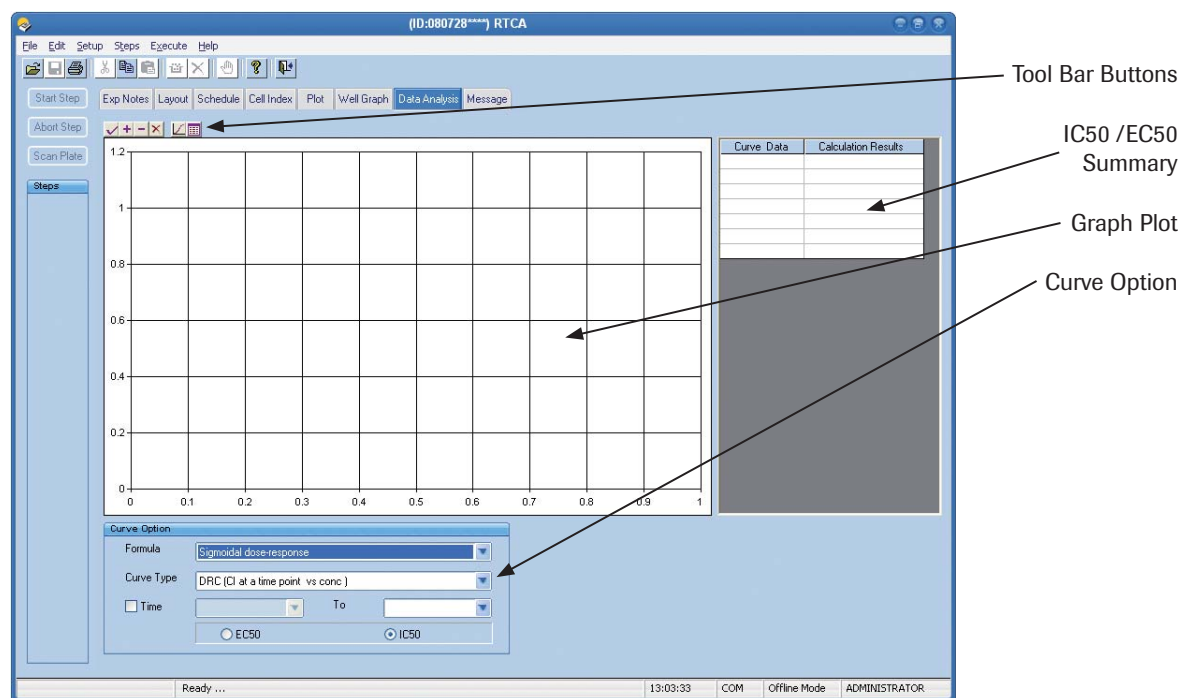 (ID:080728****) RTCA
File Edit Setup Steps Execute Help
Start Step
Exp Notes Layout Schedule Cell Index Plot Well Graph Data Analysis Message
Abort Step
Scan Plate
Steps
1.2
1
0.8
0.6
0.4
0.2
0
0 0.1 0.2 0.3 0.4 0.5 0.6 0.7 0.8 0.9 1
Curve Data Calculation Results
Curve Option
Formula Sigmoidal dose-response
Curve Type DRC (CI at a time point vs conc )
Time To
EC50 IC50
Ready ... 13:03:33 COM Offline Mode ADMINISTRATOR
Tool Bar Buttons
IC50 /EC50
Summary
Graph Plot
Curve Option